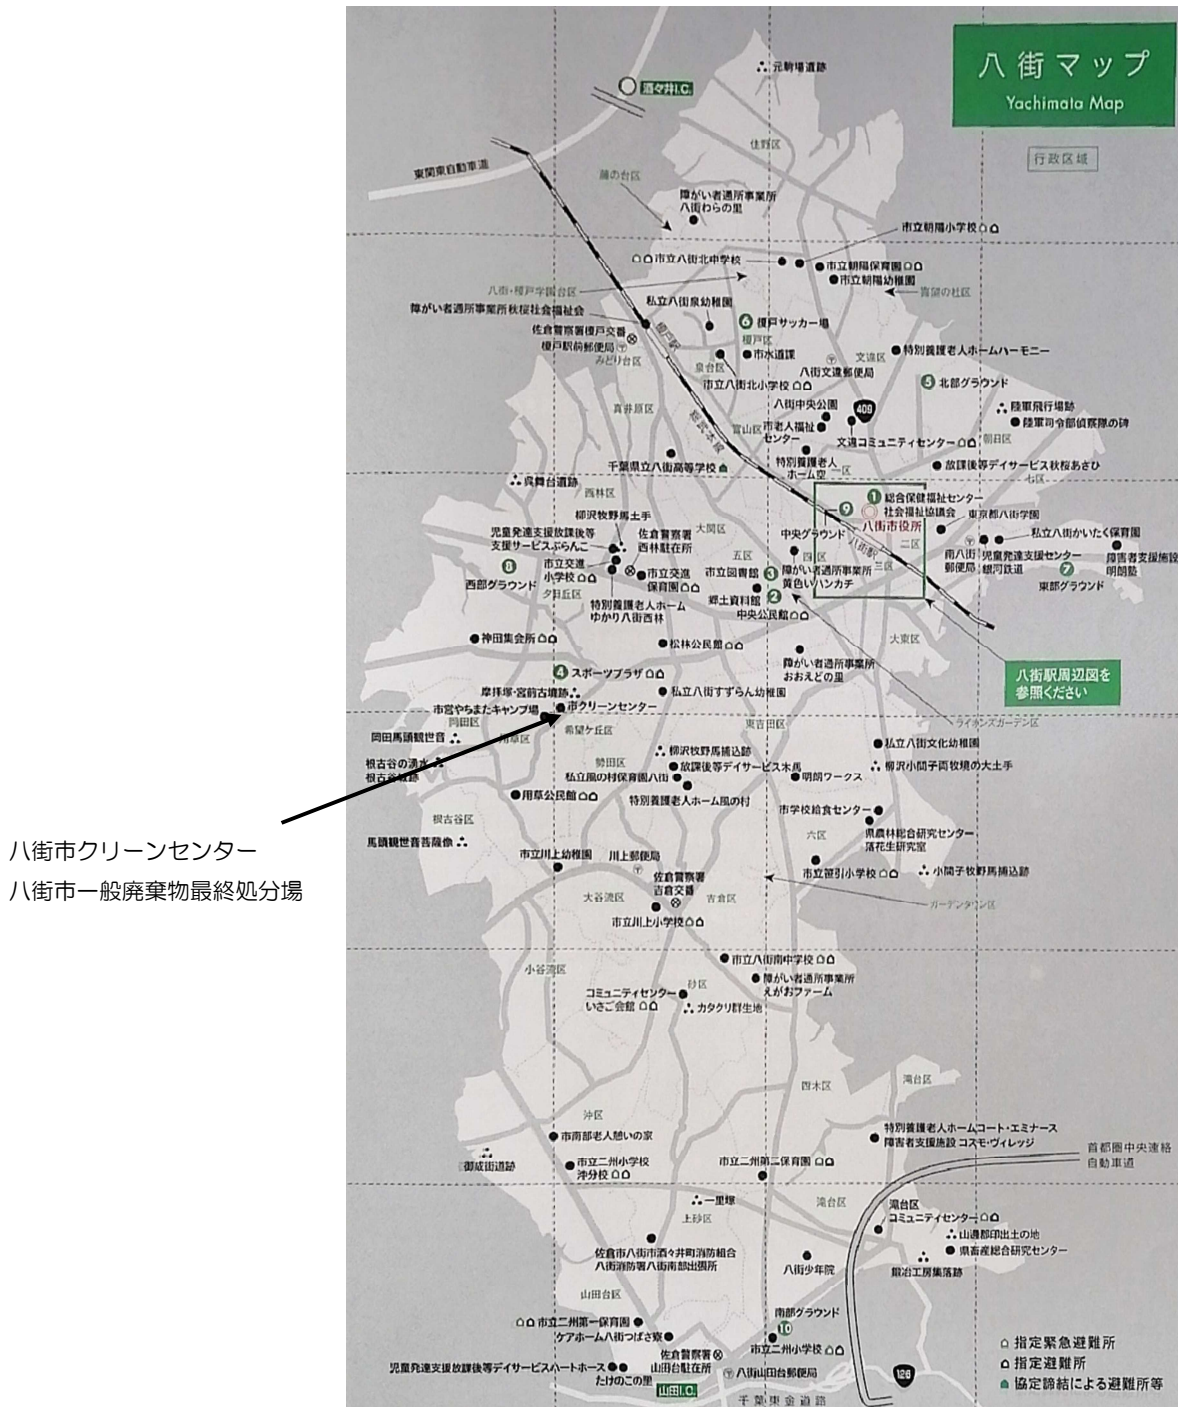 八街マップ
Yachimata Map
行政区域
元駒場遺跡
酒々井I.C.
東関東自動車道
住野区
藤の台区
障がい者通所事業所
八街わらの里
市立朝陽小学校
市立八街北中学校
市立朝陽保育園
市立朝陽幼稚園
八街・榎戸学園台区
喜望の杜区
障がい者通所事業所秋桜社会福祉会
私立八街泉幼稚園
佐倉警察署榎戸交番
榎戸駅前郵便局
みどり台区
榎戸駅
6 榎戸サッカー場
榎戸区
市水道課
泉台区
市立八街北小学校
八街文違郵便局
文違区
特別養護老人ホームハーモニー
5 北部グラウンド
真井原区
総武本線
富山区
八街中央公園
市老人福祉
センター
409
文違コミュニティセンター
陸軍飛行場跡
陸軍司令部偵察隊の碑
朝日区
千葉県立八街高等学校
特別養護老人
ホーム空
一区
放課後等デイサービス秋桜あさひ
七区
呉舞台遺跡
西林区
柳沢牧野馬土手
大関区
1 総合保健福祉センター
社会福祉協議会
9
八街市役所
東京都八街学園
児童発達支援放課後等
支援サービスぶらんこ
佐倉警察署
西林駐在所
中央グラウンド
八街駅
二区
私立八街かいたく保育園
五区
四区
三区
南八街
郵便局
児童発達支援センター
銀河鉄道
障害者支援施設
明朗塾
8
西部グラウンド
市立交進
小学校
市立交進
保育園
市立図書館 3
障がい者通所事業所
黄色いハンカチ
7
東部グラウンド
夕日丘区
特別養護老人ホーム
ゆかり八街西林
郷土資料館 2
中央公民館
神田集会所
松林公民館
大東区
障がい者通所事業所
おおえどの里
4 スポーツプラザ
八街駅周辺図を
参照ください
摩拝塚・宮前古墳跡
私立八街すずらん幼稚園
市営やちまたキャンプ場
市クリーンセンター
岡田区
用草区
希望ケ丘区
東吉田区
ライオンズガーデン区
岡田馬頭観世音
勢田区
柳沢牧野馬捕込跡
私立八街文化幼稚園
根古谷の湧水
根古谷城跡
放課後等デイサービス木馬
柳沢小間子両牧境の大土手
私立風の村保育園八街
明朗ワークス
用草公民館
特別養護老人ホーム風の村
市学校給食センター
根古谷区
六区
県農林総合研究センター
落花生研究室
馬頭観世音菩薩像
八街市クリーンセンター
八街市一般廃棄物最終処分場
市立川上幼稚園
川上郵便局
佐倉警察署
吉倉交番
市立笹引小学校
小間子牧野馬捕込跡
大谷流区
吉倉区
ガーデンタウン区
市立川上小学校
小谷流区
市立八街南中学校
砂区
障がい者通所事業所
えがおファーム
コミュニティセンター
いさご会館
カタクリ群生地
四木区
滝台区
沖区
特別養護老人ホームコート・エミナース
障害者支援施設 コスモ・ヴィレッジ
市南部老人憩いの家
首都圏中央連絡
自動車道
御成街道跡
市立二州小学校
沖分校
市立二州第二保育園
一里塚
上砂区
滝台区
滝台区
コミュニティセンター
山邊郡印出土の地
県畜産総合研究センター
佐倉市八街市酒々井町消防組合
八街消防署八街南部出張所
八街少年院
鍛冶工房集落跡
山田台区
南部グラウンド
10
市立二州第一保育園
ケアホーム八街つばさ寮
市立二州小学校
佐倉警察署
山田台駐在所
児童発達支援放課後等デイサービスハートホース
たけのこの里
八街山田台郵便局
山田I.C.
千葉東金道路
126
指定緊急避難所
指定避難所
協定締結による避難所等